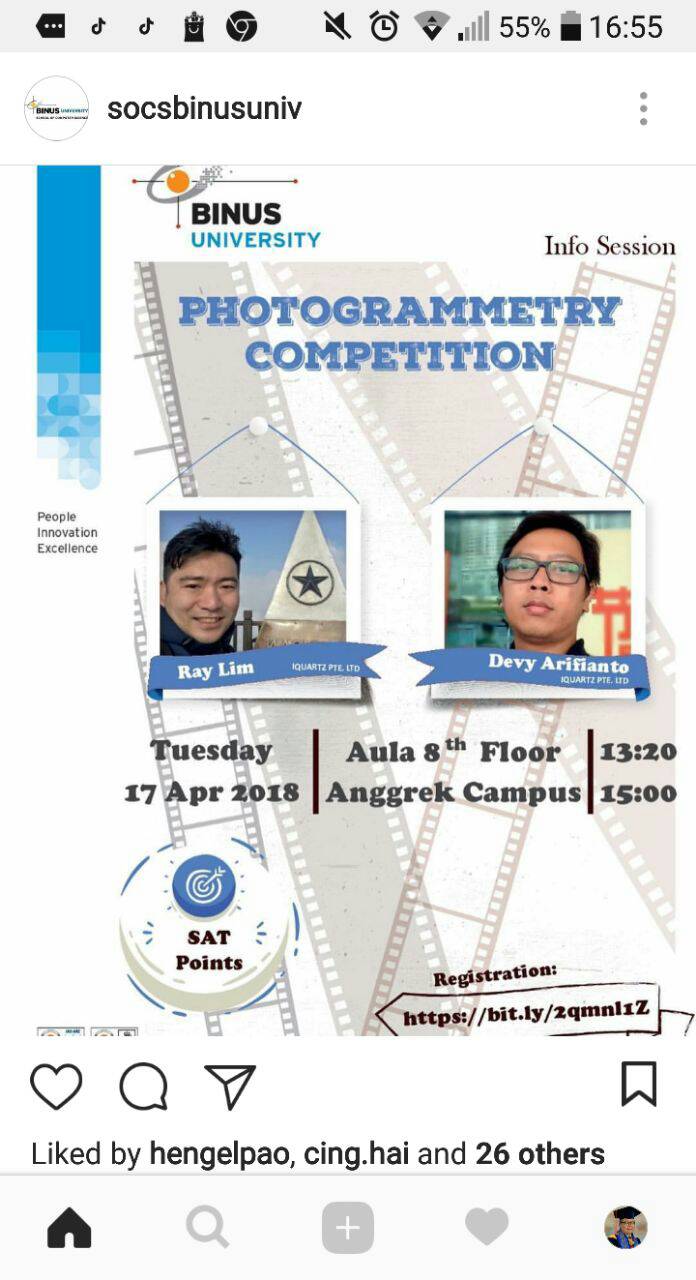 55% 16:55
BINUS UNIVERSITY
socsbinusuniv
BINUS
UNIVERSITY
Info Session
PHOTOGRAMMETRY
COMPETITION
People
Innovation
Excellence
Ray Lim IQUARTZ PTE. LTD
Devy Arifianto
IQUARTZ PTE. LTD
Tuesday
17 Apr 2018
Aula 8th Floor
Anggrek Campus
13:20
15:00
SAT
Points
Registration:
https://bit.ly/2qmnl1Z
Liked by hengelpao, cing.hai and 26 others